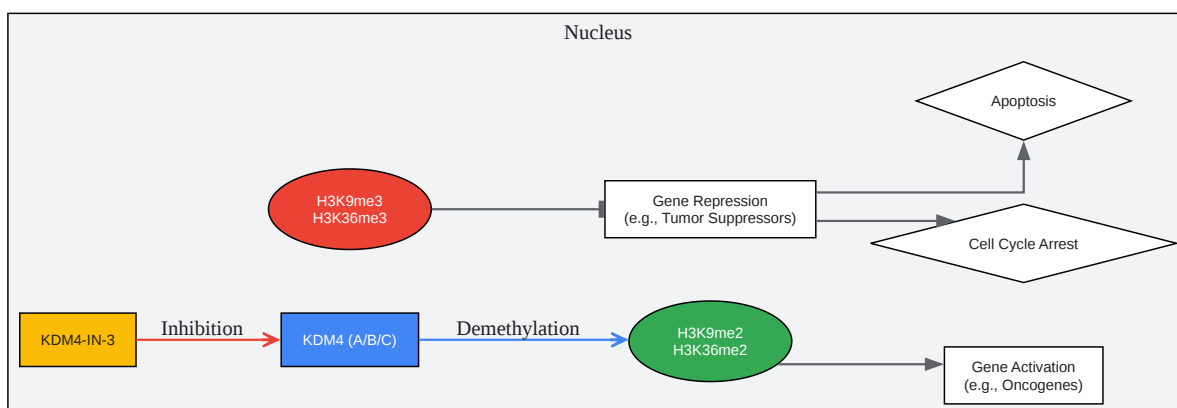 Nucleus
Apoptosis
H3K9me3
H3K36me3
Gene Repression
(e.g., Tumor Suppressors)
Cell Cycle Arrest
KDM4-IN-3
Inhibition
KDM4 (A/B/C)
Demethylation
H3K9me2
H3K36me2
Gene Activation
(e.g., Oncogenes)